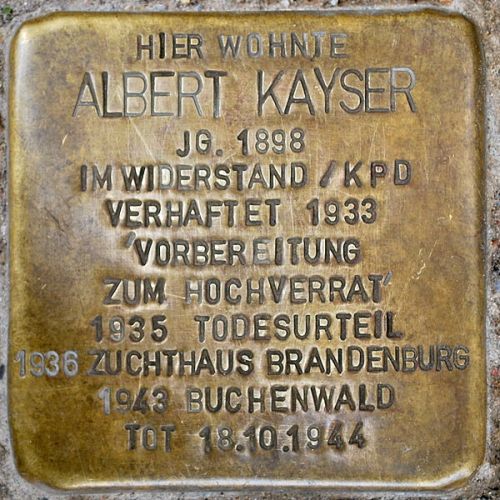 HIER WOHNTE
ALBERT KAYSER
JG. 1898
IM WIDERSTAND / KPD
VERHAFTET 1933
'VORBEREITUNG
ZUM HOCHVERRAT'
1935 TODESURTEIL
1936 ZUCHTHAUS BRANDENBURG
1943 BUCHENWALD
TOT 18.10.1944